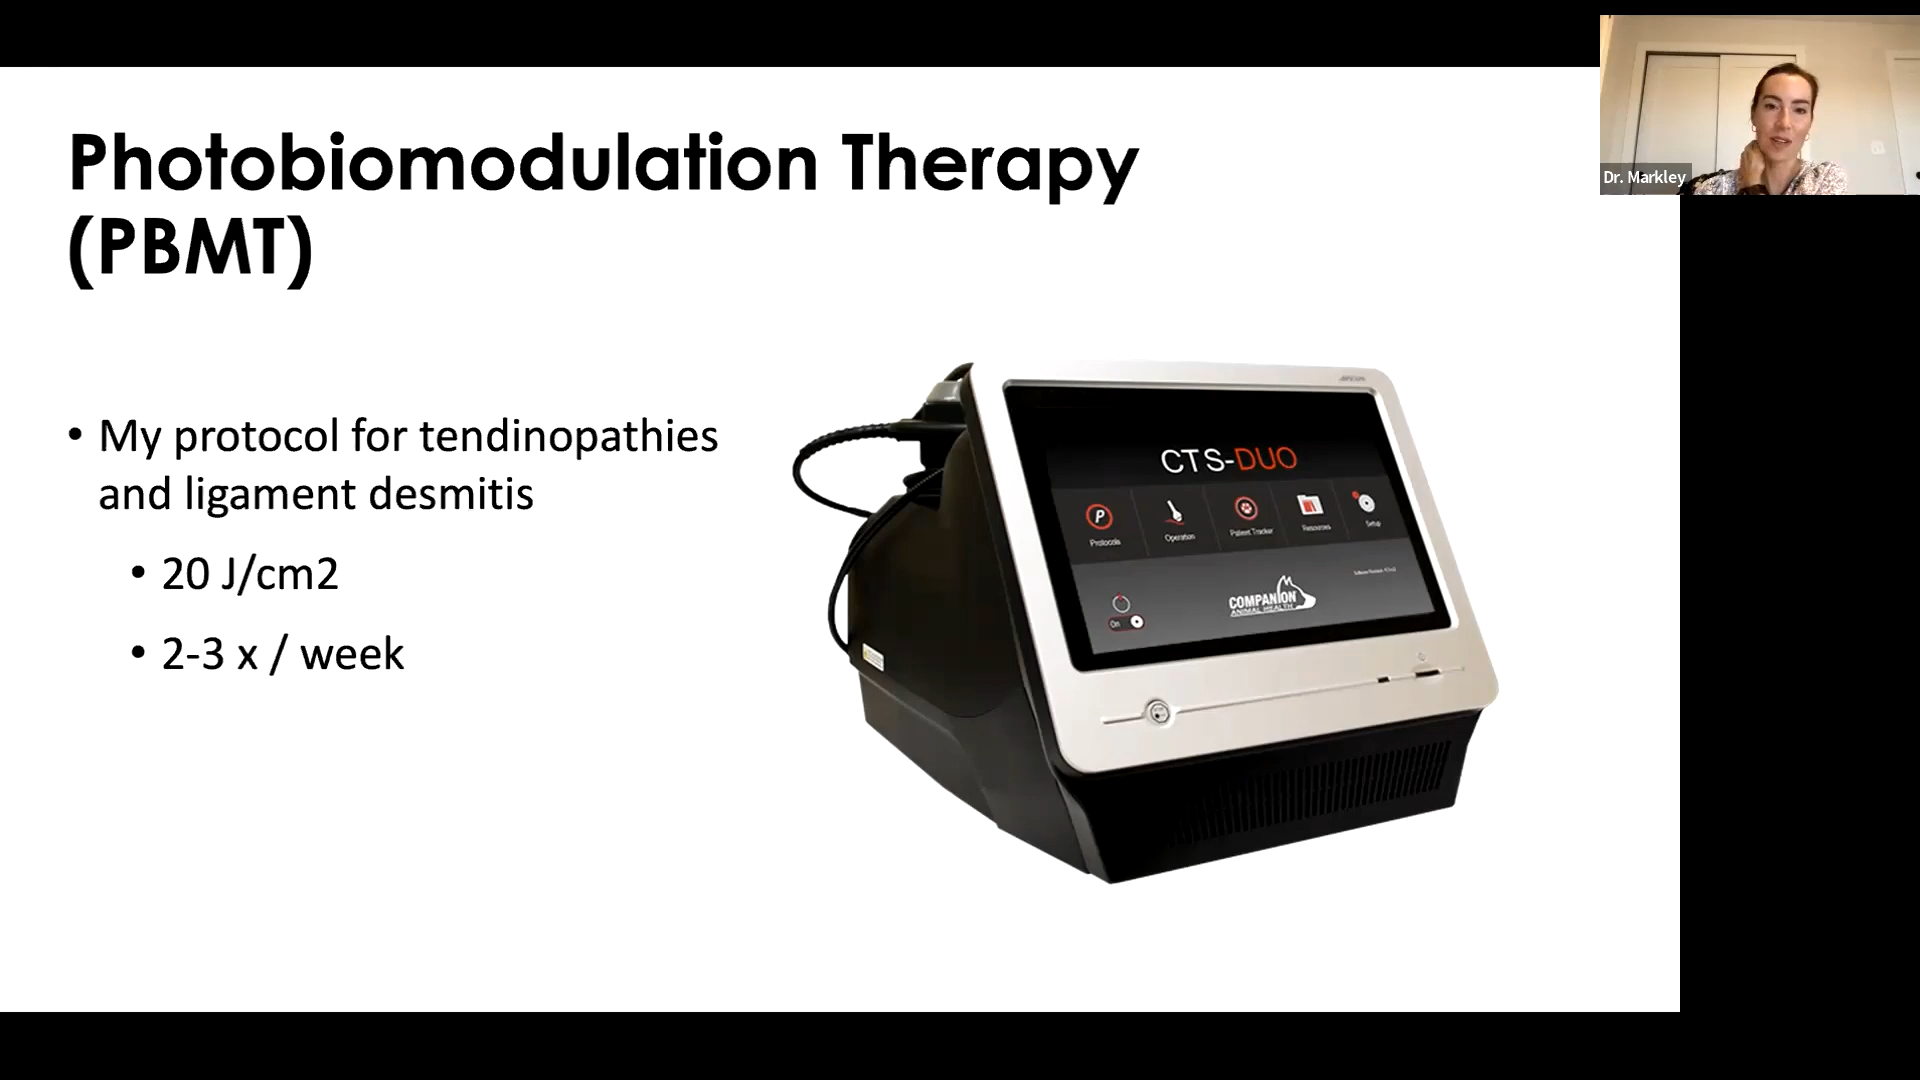 Photobiomodulation Therapy
(PBMT)
Dr. Markley
• My protocol for tendinopathies
and ligament desmitis
• 20 J/cm2
• 2-3 x / week
CTS-DUO
P
Protocols
Operation
Patient Tracker
Resources
Setup
COMPANION
ANIMAL HEALTH
On